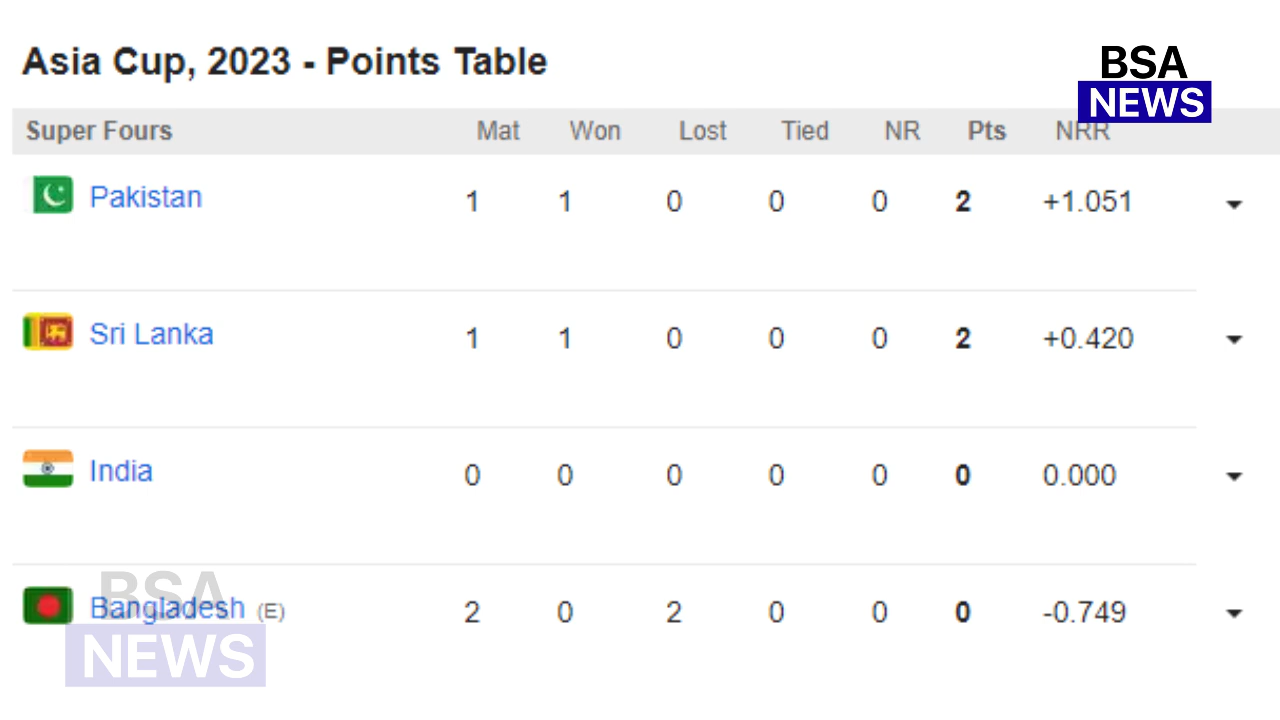 Asia Cup, 2023 - Points Table
BSA
NEWS
Super Fours Mat Won Lost Tied NR Pts NRR
Pakistan 1 1 0 0 0 2 +1.051
Sri Lanka 1 1 0 0 0 2 +0.420
India 0 0 0 0 0 0 0.000
BSA
Bangladesh (E) 2 0 2 0 0 0 -0.749
NEWS